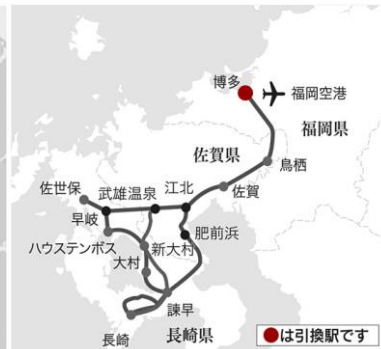 博多
福岡空港
福岡県
佐賀県
鳥栖
佐世保
武雄温泉
江北
佐賀
早岐
ハウステンボス
新大村
肥前浜
大村
諫早
長崎
長崎県
●は引換駅です